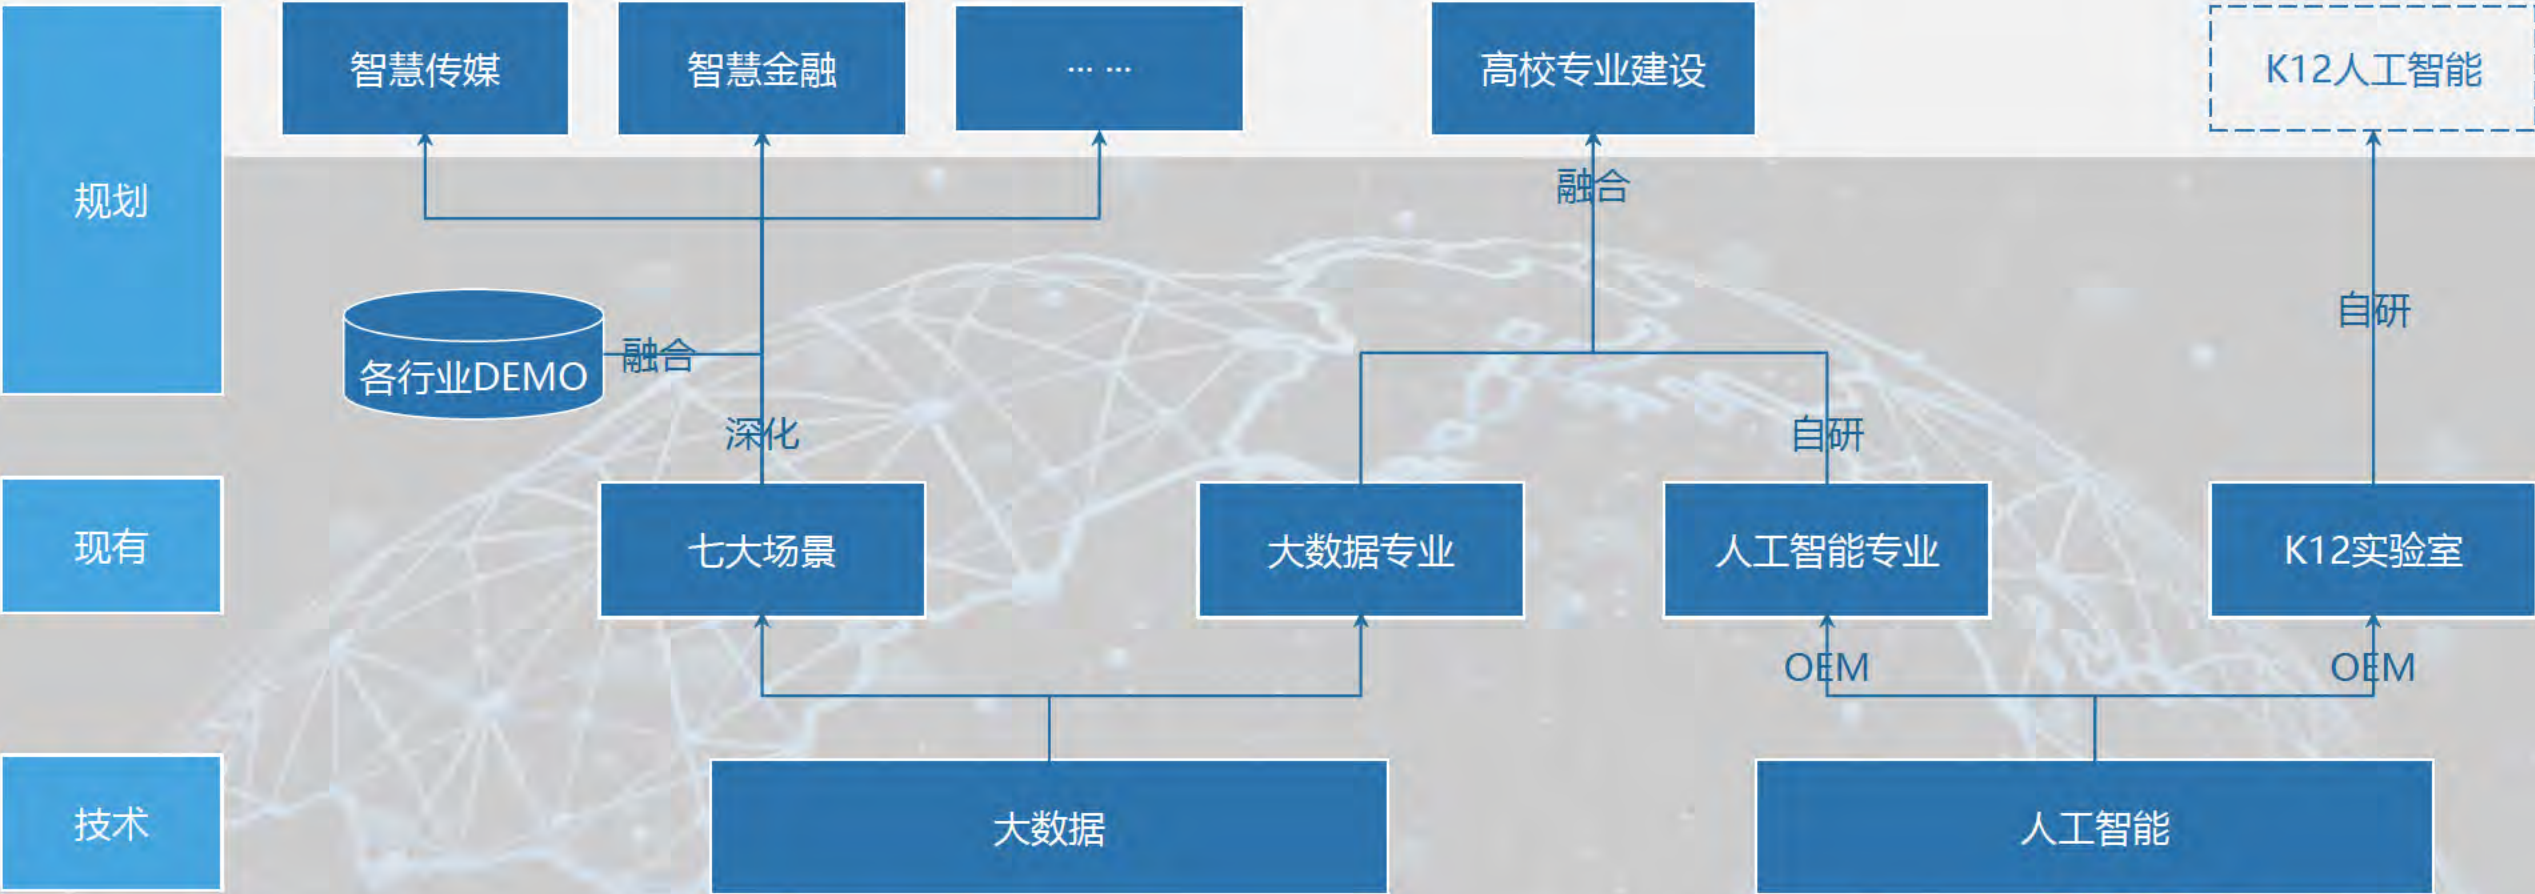 规划
智慧传媒
智慧金融
... ...
高校专业建设
K12人工智能
融合
自研
各行业DEMO
融合
深化
自研
现有
七大场景
大数据专业
人工智能专业
K12实验室
OEM
OEM
技术
大数据
人工智能